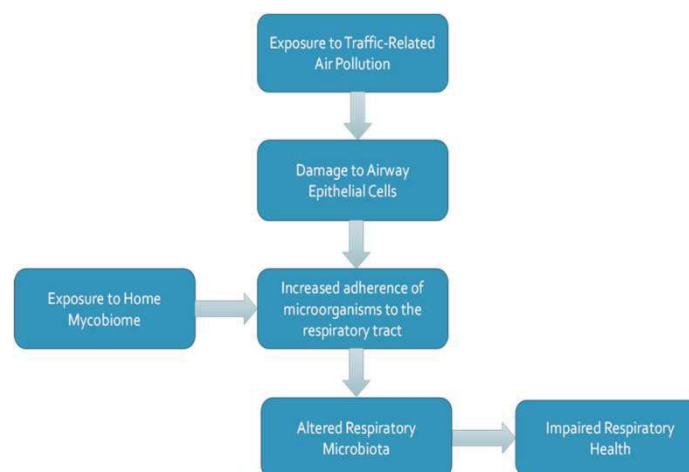 Exposure to Traffic-Related
Air Pollution
Damage to Airway
Epithelial Cells
Exposure to Home
Mycobiome
Increased adherence of
microorganisms to the
respiratory tract
Altered Respiratory
Microbiota
Impaired Respiratory
Health